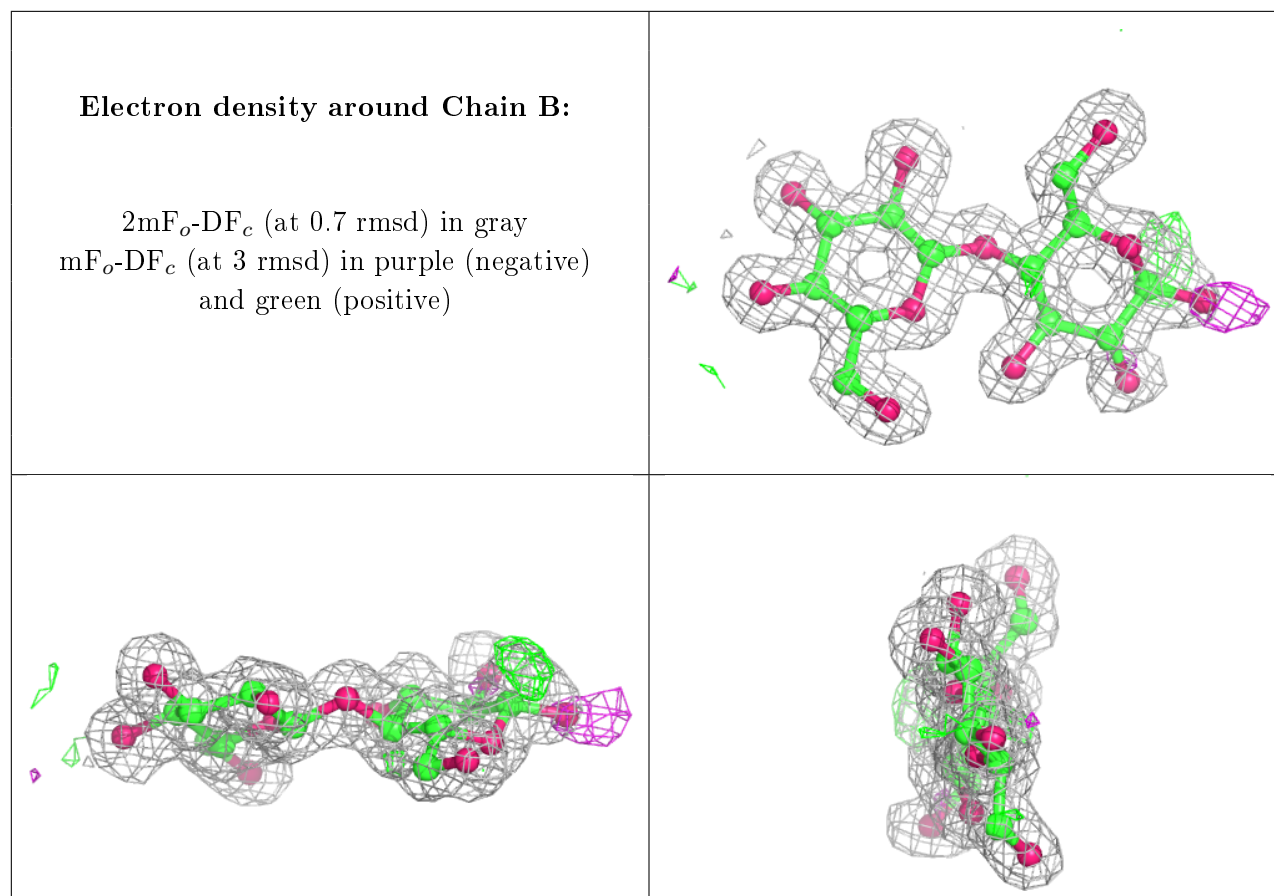 Electron density around Chain B:
2mFₒ-DF𝒸 (at 0.7 rmsd) in gray
mFₒ-DF𝒸 (at 3 rmsd) in purple (negative)
and green (positive)